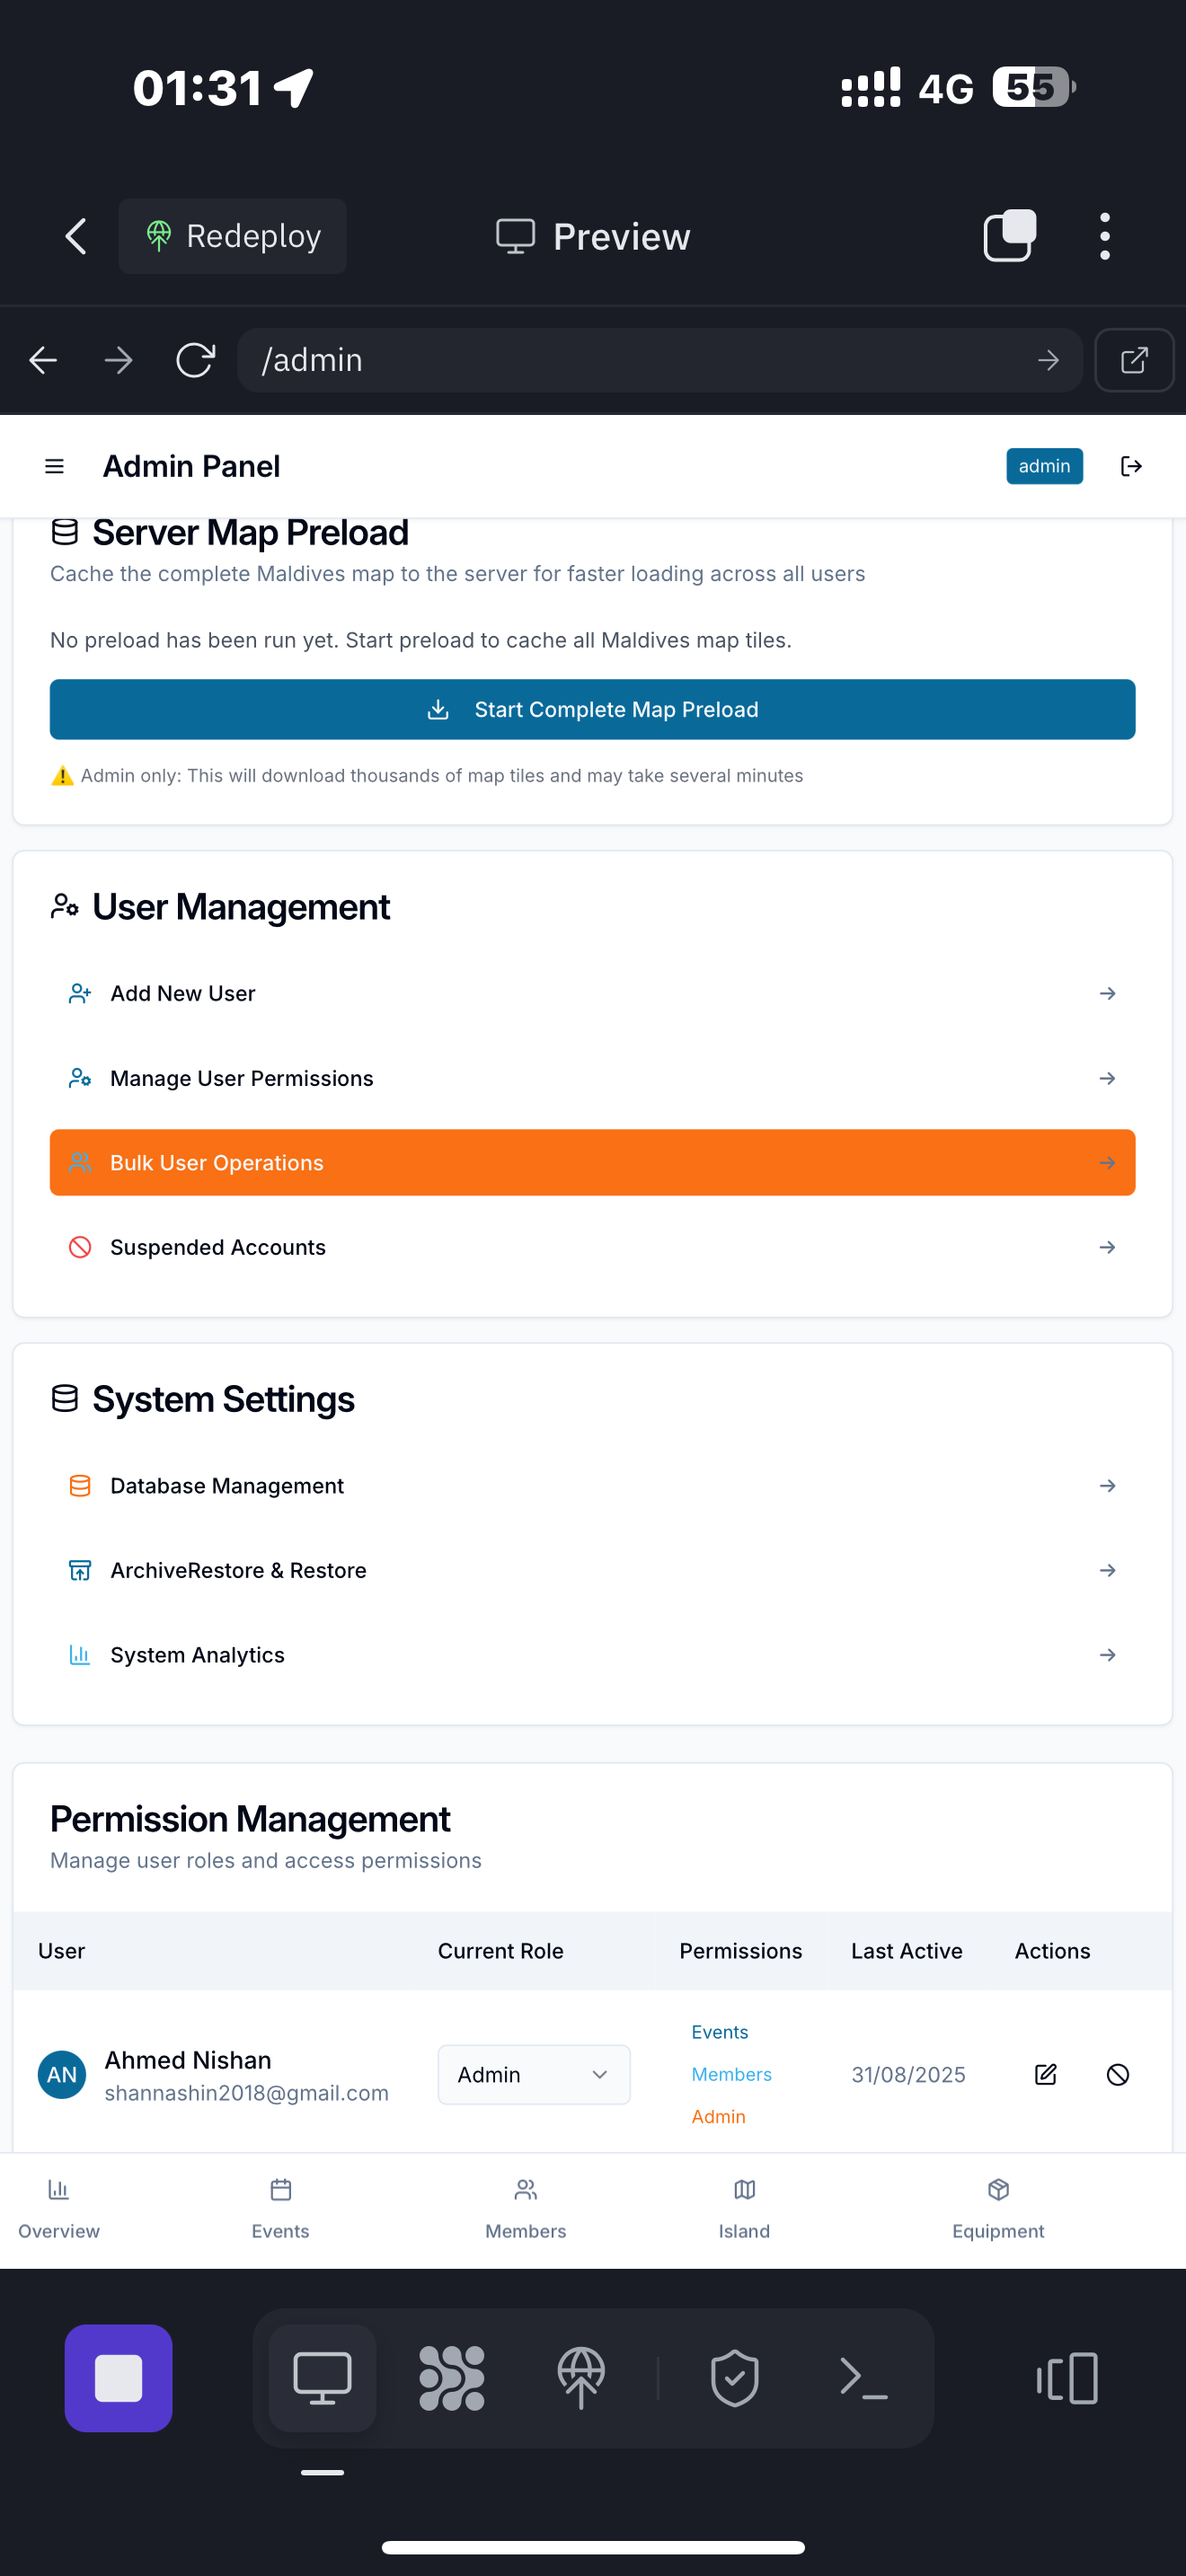 01:31
4G
55
Redeploy
Preview
/admin
Admin Panel
admin
Server Map Preload
Cache the complete Maldives map to the server for faster loading across all users
No preload has been run yet. Start preload to cache all Maldives map tiles.
Start Complete Map Preload
⚠️ Admin only: This will download thousands of map tiles and may take several minutes
User Management
Add New User
Manage User Permissions
Bulk User Operations
Suspended Accounts
System Settings
Database Management
ArchiveRestore & Restore
System Analytics
Permission Management
Manage user roles and access permissions
User Current Role Permissions Last Active Actions
AN
Ahmed Nishan
shannashin2018@gmail.com
Admin
Events
Members
Admin
31/08/2025
Overview Events Members Island Equipment